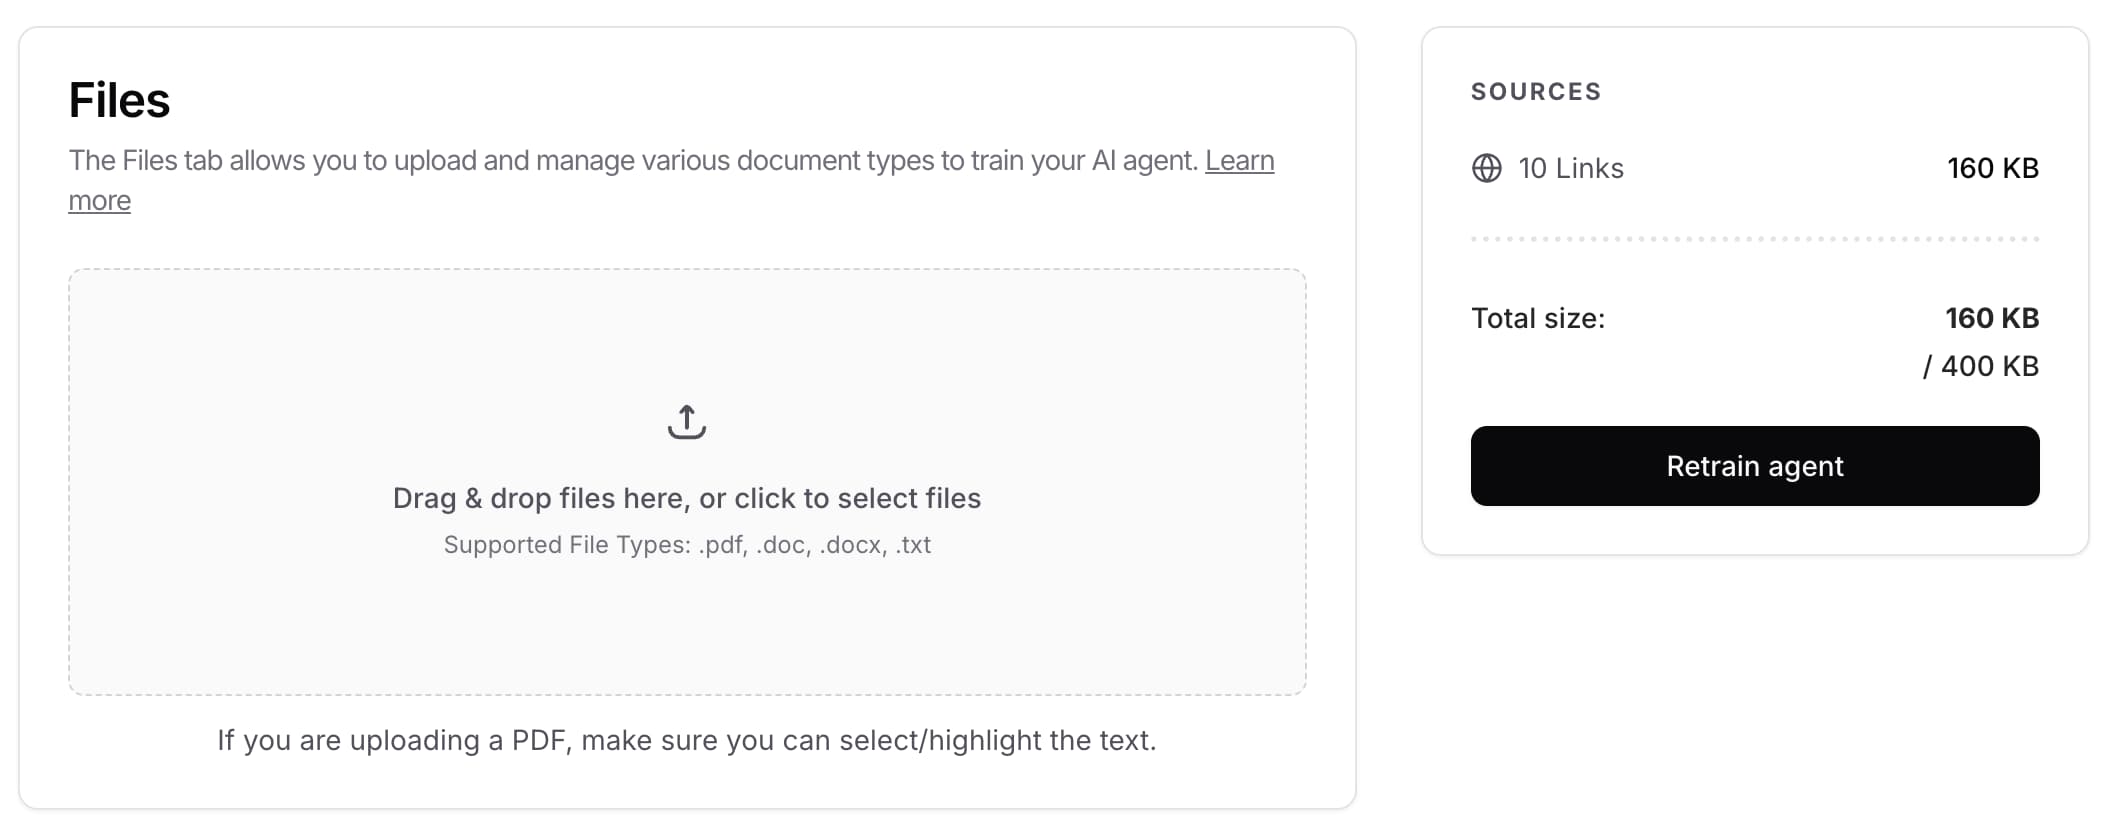 Files
The Files tab allows you to upload and manage various document types to train your AI agent. Learn
more
Drag & drop files here, or click to select files
Supported File Types: .pdf, .doc, .docx, .txt
If you are uploading a PDF, make sure you can select/highlight the text.
SOURCES
10 Links 160 KB
Total size: 160 KB
/ 400 KB
Retrain agent